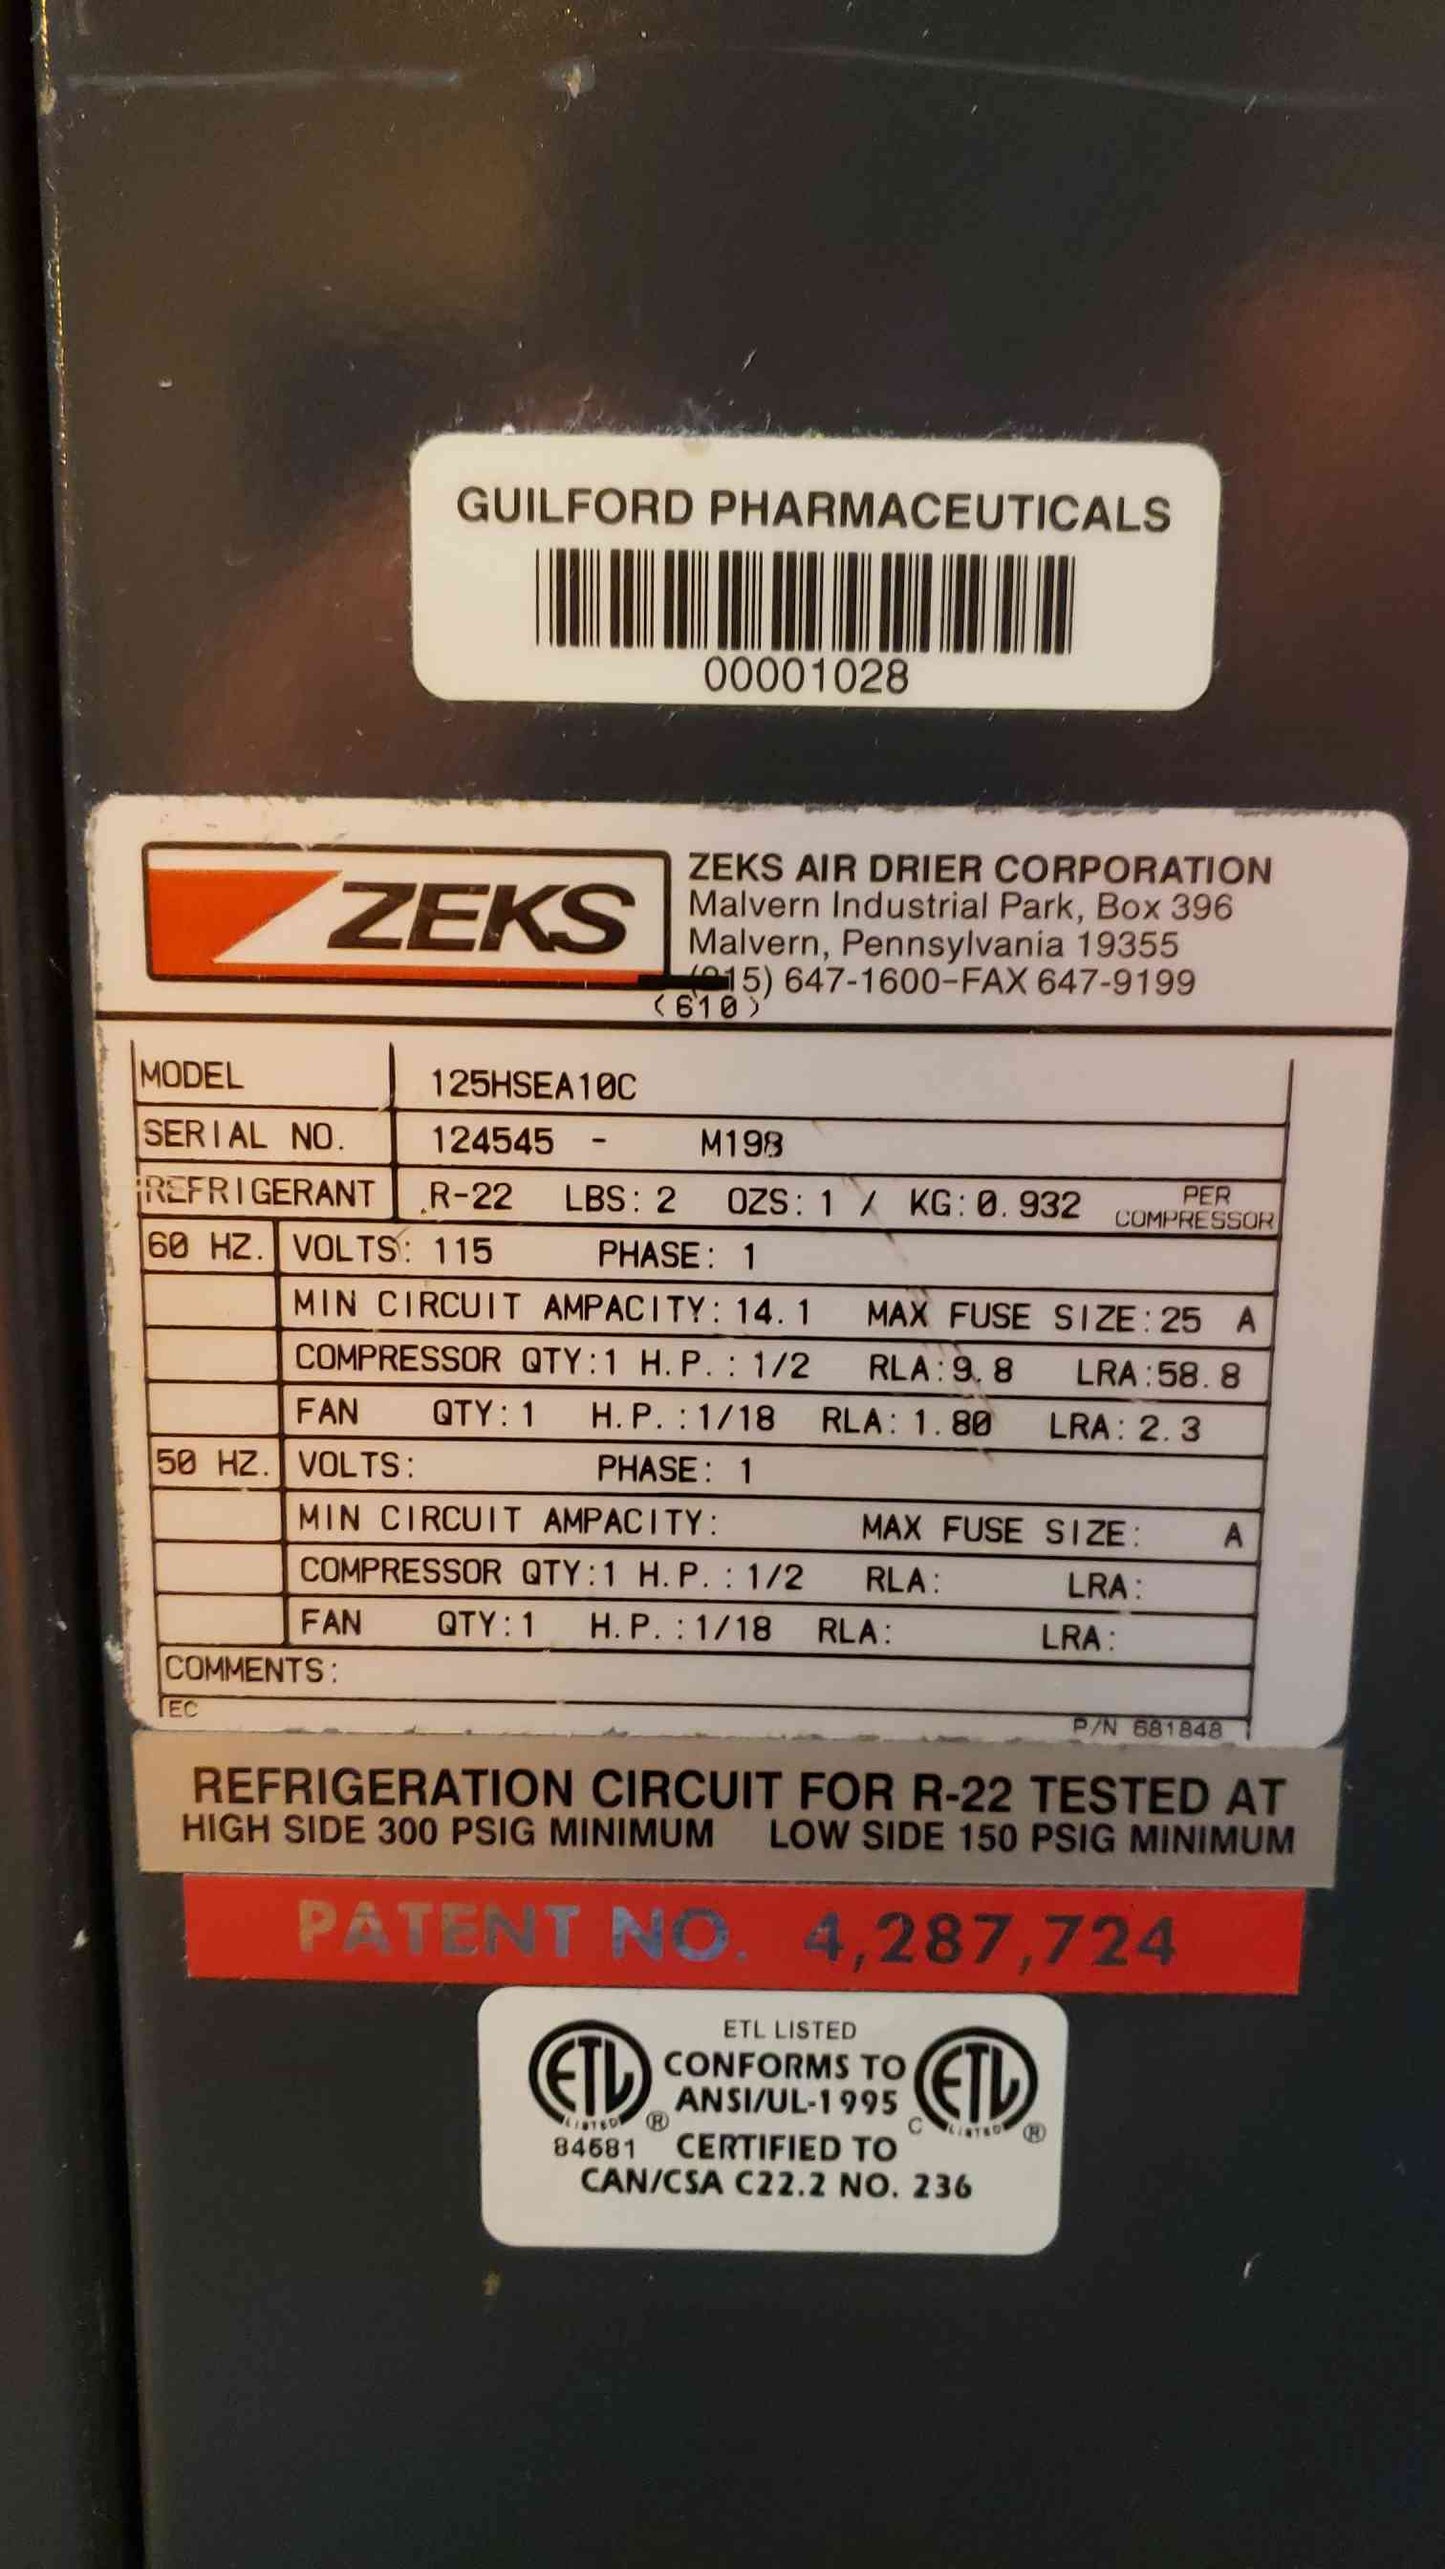 GUILFORD PHARMACEUTICALS
00001028
ZEKS
ZEKS AIR DRIER CORPORATION
Malvern Industrial Park, Box 396
Malvern, Pennsylvania 19355
(215) 647-1600-FAX 647-9199
(610)
MODEL 125HSEA10C
SERIAL NO. 124545 - M198
REFRIGERANT R-22 LBS: 2 OZS: 1 / KG: 0.932 PER COMPRESSOR
60 HZ. VOLTS: 115 PHASE: 1
MIN CIRCUIT AMPACITY: 14.1 MAX FUSE SIZE: 25 A
COMPRESSOR QTY: 1 H.P.: 1/2 RLA: 9.8 LRA: 58.8
FAN QTY: 1 H.P.: 1/18 RLA: 1.80 LRA: 2.3
50 HZ. VOLTS: PHASE: 1
MIN CIRCUIT AMPACITY: MAX FUSE SIZE: A
COMPRESSOR QTY: 1 H.P.: 1/2 RLA: LRA:
FAN QTY: 1 H.P.: 1/18 RLA: LRA:
COMMENTS:
EC P/N 681848
REFRIGERATION CIRCUIT FOR R-22 TESTED AT
HIGH SIDE 300 PSIG MINIMUM LOW SIDE 150 PSIG MINIMUM
PATENT NO. 4,287,724
ETL LISTED
ETL LISTED ® CONFORMS TO C ETL LISTED ®
ANSI/UL-1995
84681 CERTIFIED TO
CAN/CSA C22.2 NO. 236